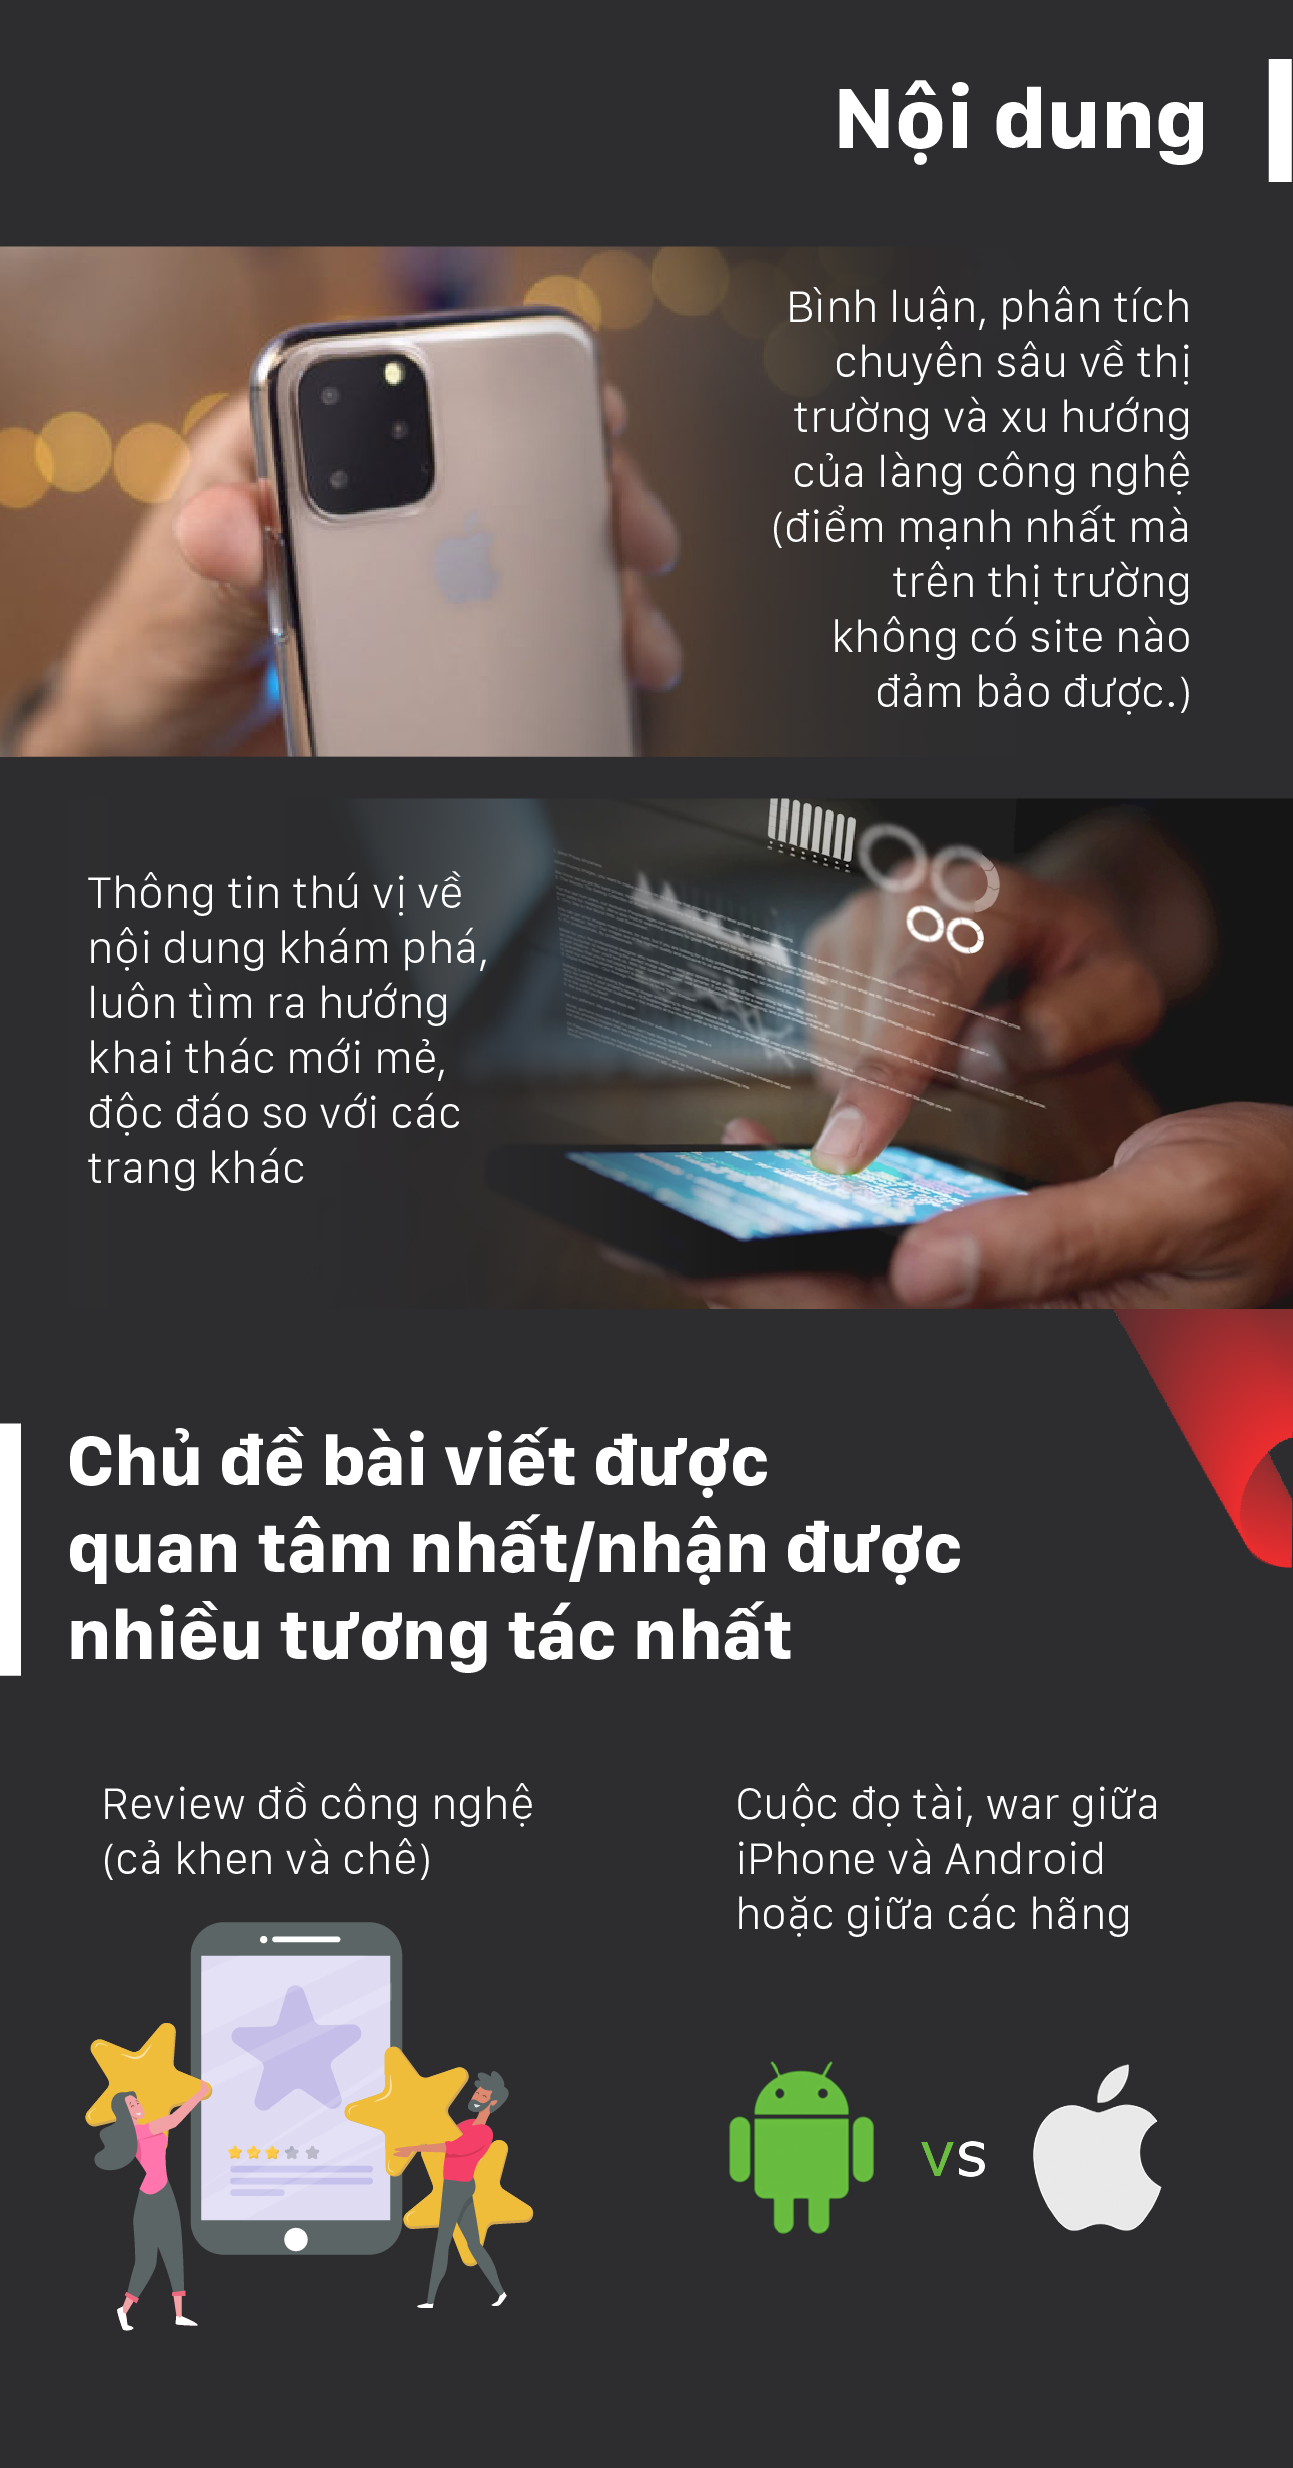 Nội dung
Bình luận, phân tích
chuyên sâu về thị
trường và xu hướng
của làng công nghệ
(điểm mạnh nhất mà
trên thị trường
không có site nào
đảm bảo được.)
Thông tin thú vị về
nội dung khám phá,
luôn tìm ra hướng
khai thác mới mẻ,
độc đáo so với các
trang khác
Chủ đề bài viết được
quan tâm nhất/nhận được
nhiều tương tác nhất
Review đồ công nghệ
(cả khen và chê)
Cuộc đọ tài, war giữa
iPhone và Android
hoặc giữa các hãng
vs